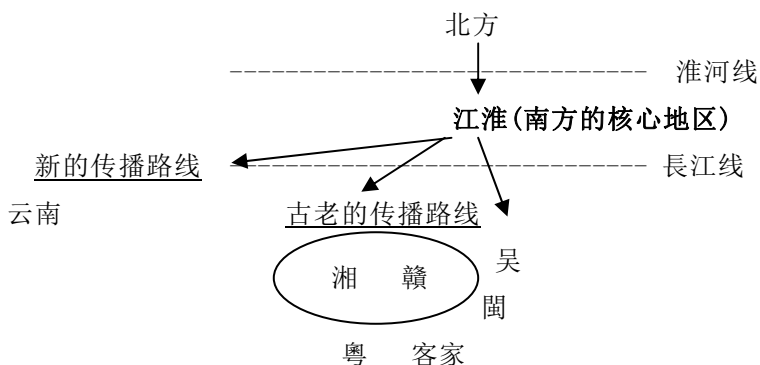 北方
淮河线
江淮(南方的核心地区)
新的传播路线
長江线
云南
古老的传播路线
吴
湘 贛
閩
粵 客家